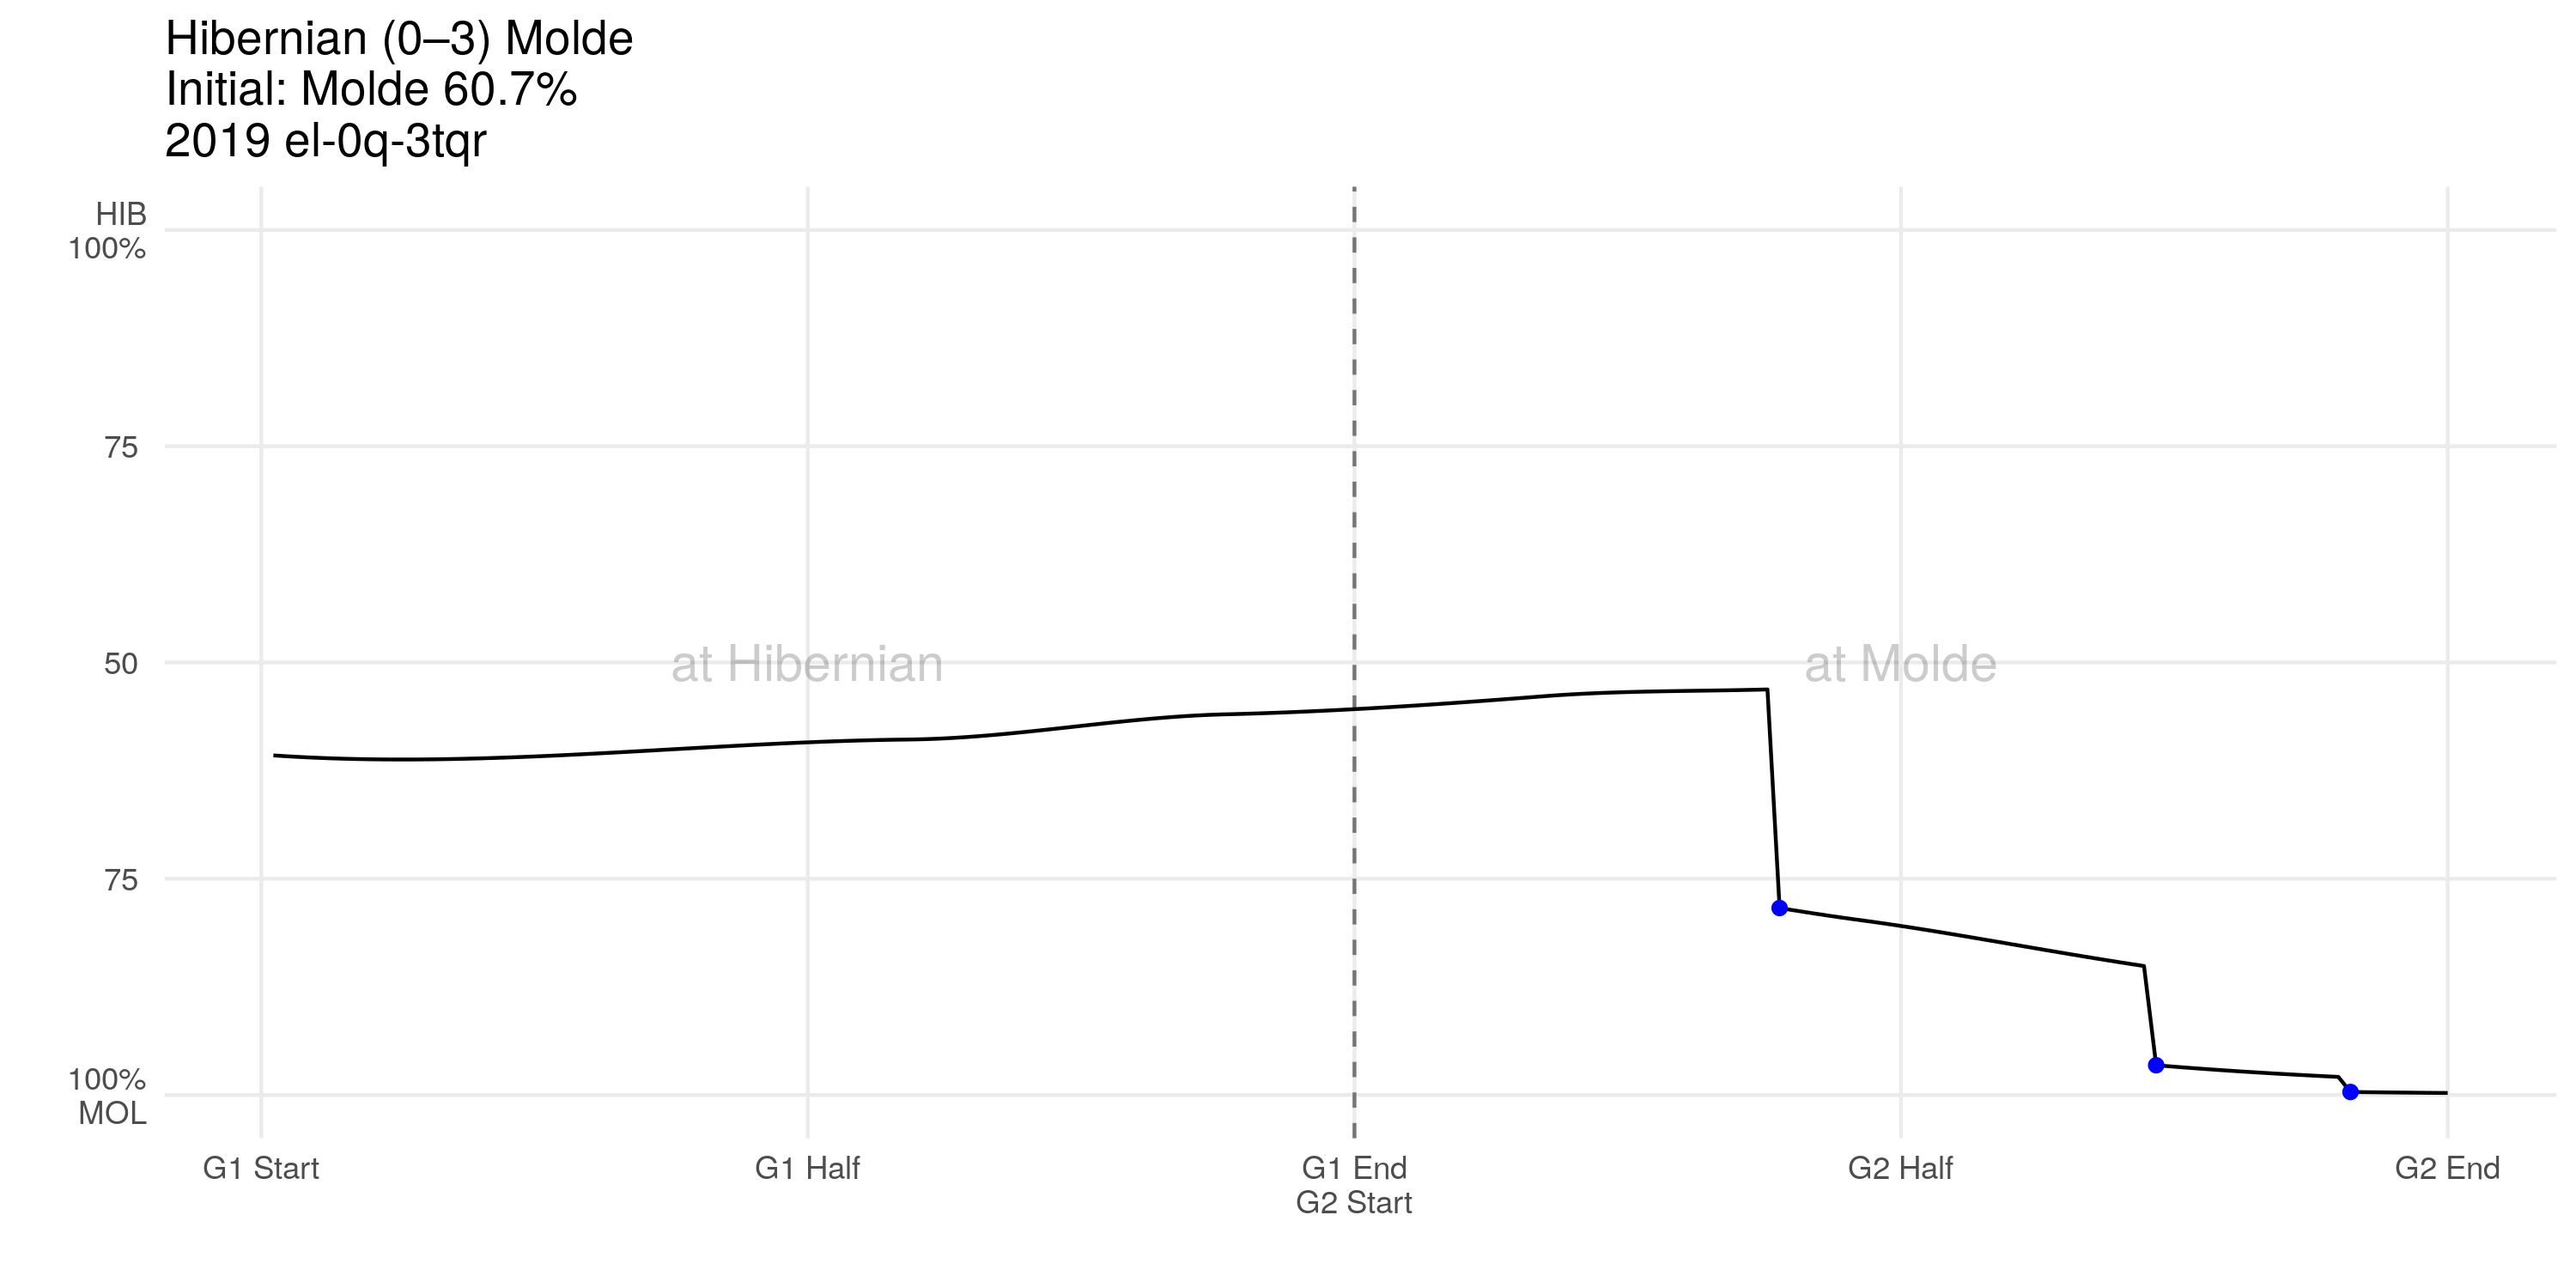 Hibernian (0–3) Molde
Initial: Molde 60.7%
2019 el-0q-3tqr
HIB
100%
75
50
75
100%
MOL
at Hibernian
at Molde
G1 Start
G1 Half
G1 End
G2 Start
G2 Half
G2 End